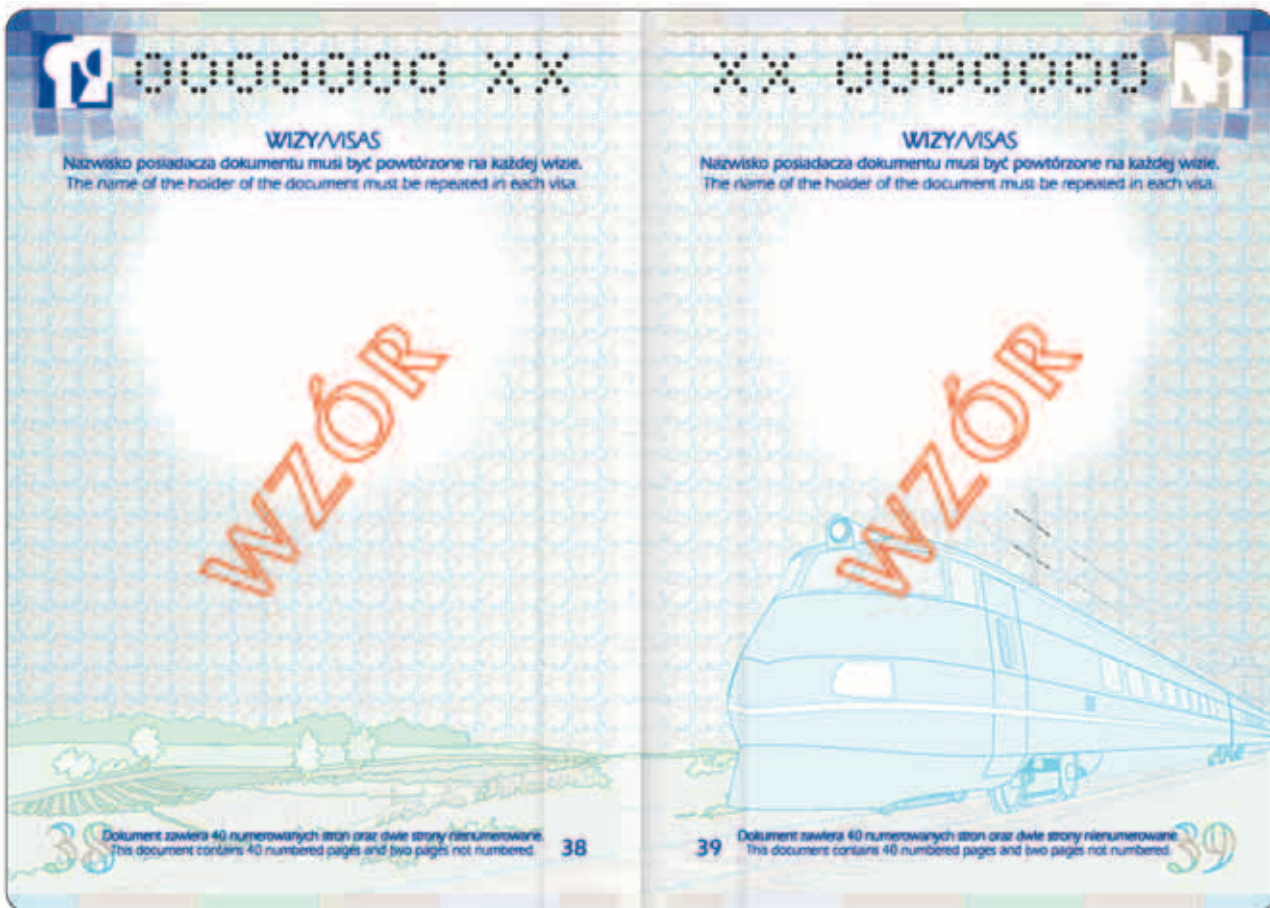 0000000 XX
WIZY/VISAS
Nazwisko posiadacza dokumentu musi być powtórzone na każdej wizie.
The name of the holder of the document must be repeated in each visa.
WZÓR
38
Dokument zawiera 40 numerowanych stron oraz dwie strony nienumerowane.
This document contains 40 numbered pages and two pages not numbered.
38
XX 0000000
WIZY/VISAS
Nazwisko posiadacza dokumentu musi być powtórzone na każdej wizie.
The name of the holder of the document must be repeated in each visa.
WZÓR
39
Dokument zawiera 40 numerowanych stron oraz dwie strony nienumerowane.
This document contains 40 numbered pages and two pages not numbered.
39